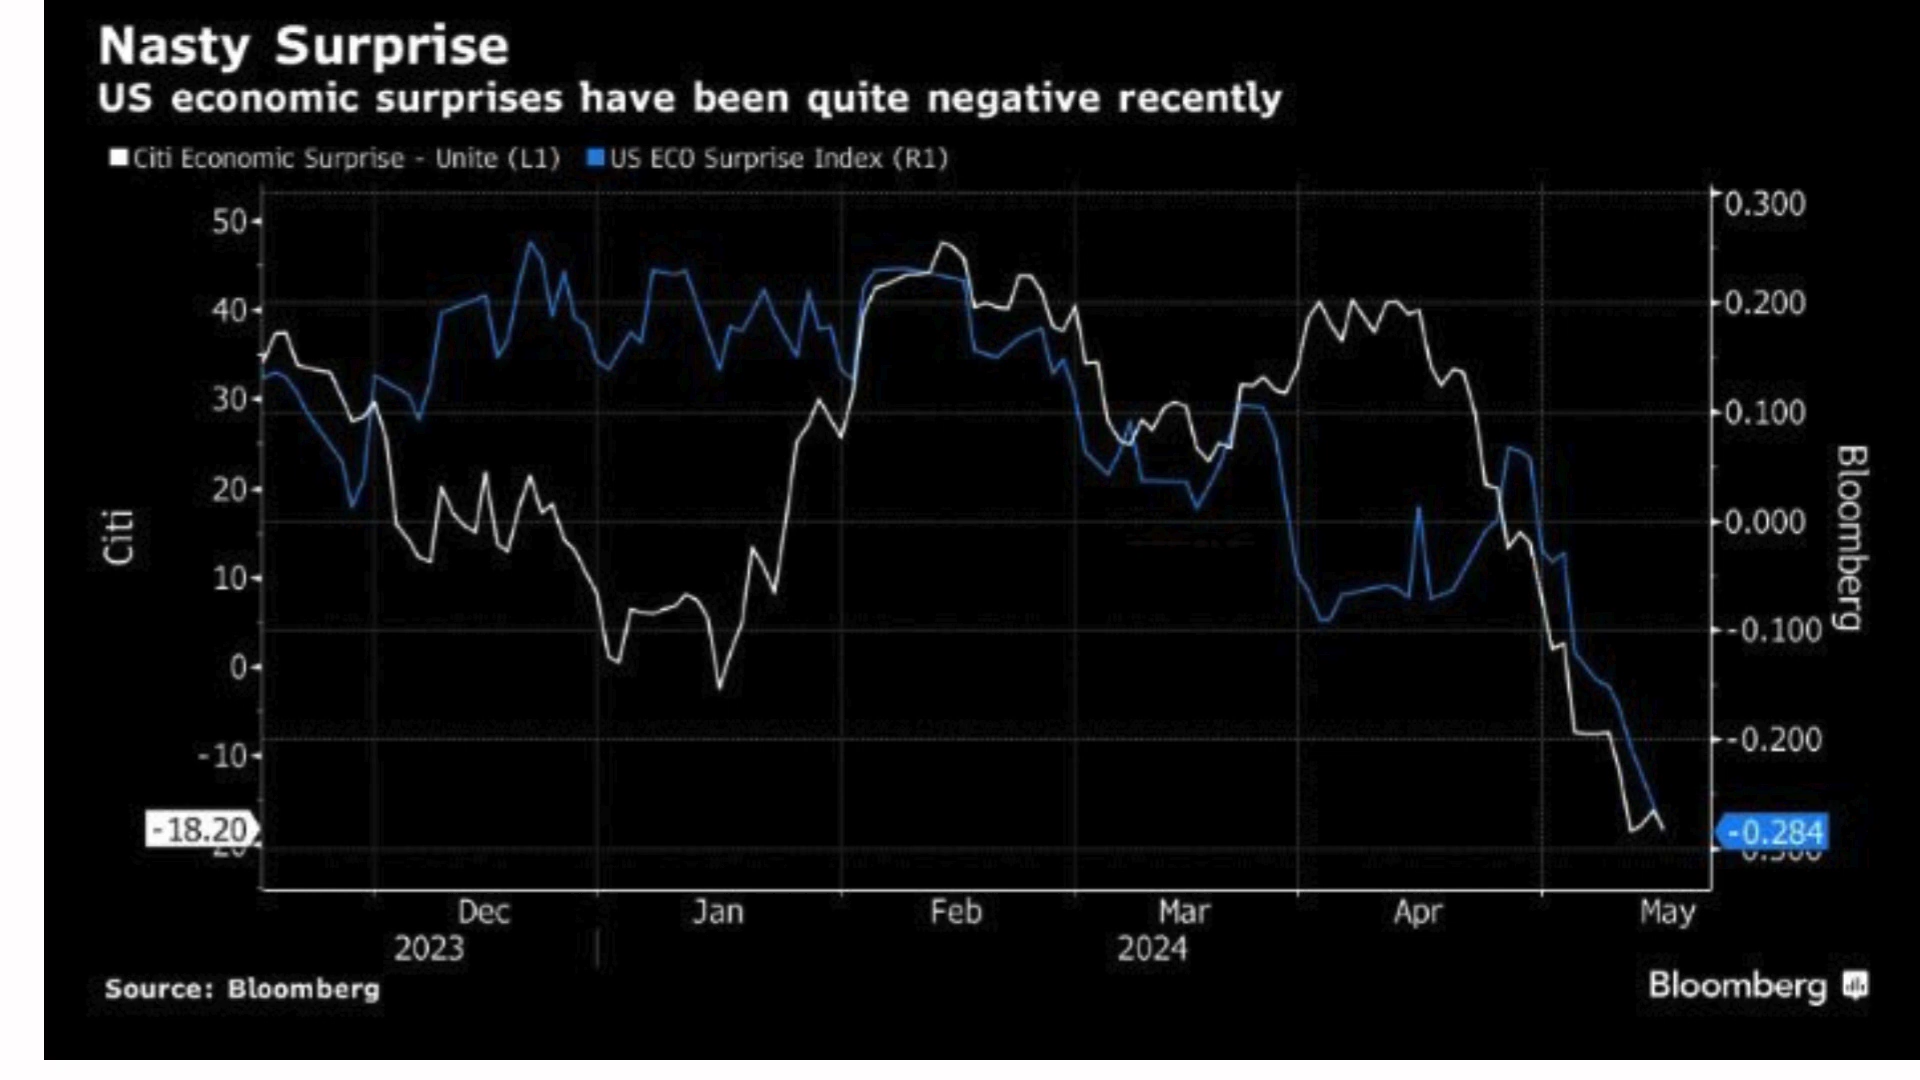 Nasty Surprise
US economic surprises have been quite negative recently
Citi Economic Surprise - Unite (L1) US ECO Surprise Index (R1)
50
40
30
20
10
0
-10
-18.20
Citi
0.300
0.200
0.100
0.000
-0.100
-0.200
-0.284
Bloomberg
Dec Jan Feb Mar Apr May
2023 2024
Source: Bloomberg
Bloomberg